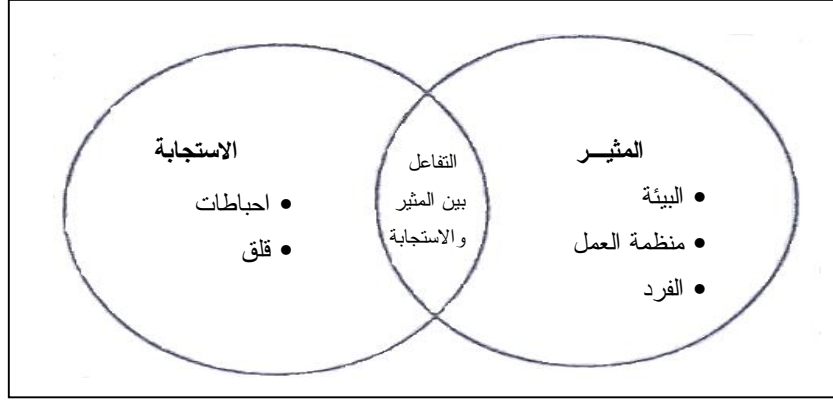 المثيـــر
• البيئة
• منظمة العمل
• الفرد
التفاعل
بين المثير
والاستجابة
الاستجابة
• احباطات
• قلق